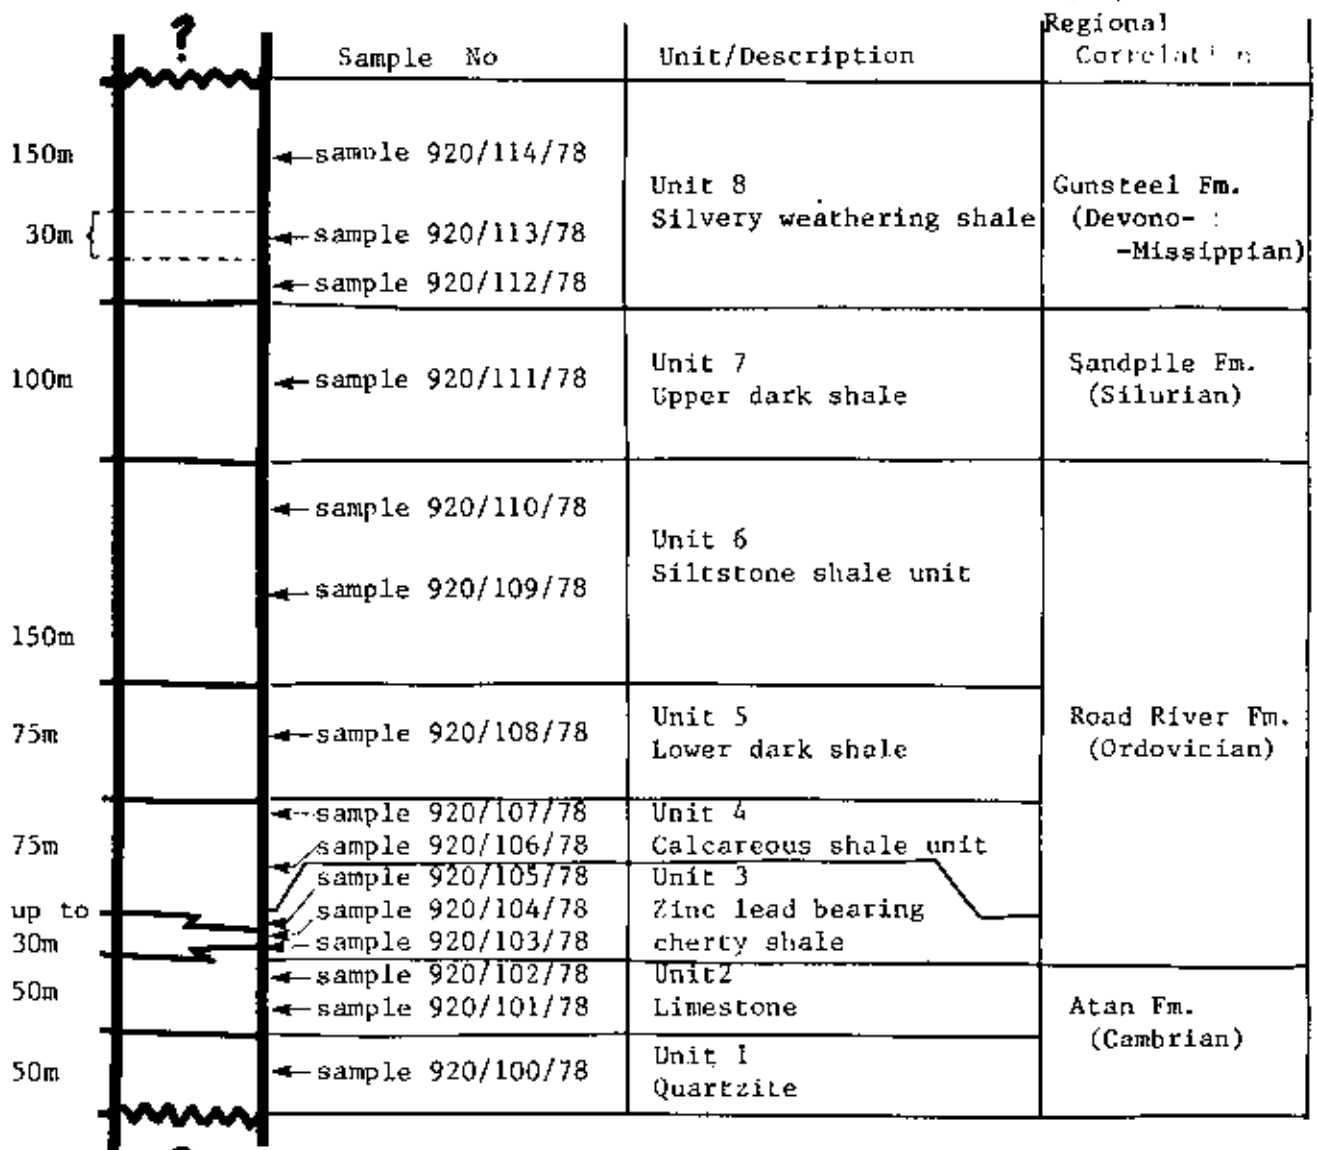 ?
Regional
Sample No Unit/Description
150m sample 920/114/78
Unit 8 Gunsteel Fm.
Silvery weathering shale (Devono-
30m sample 920/113/78
-Missippian)
sample 920/112/78
Unit 7 Sandpile Fm.
100m sample 920/111/78
Upper dark shale (Silurian)
sample 920/110/78
Unit 6
Siltstone shale unit
sample 920/109/78
150m
Unit 5 Road River Fm.
75m sample 920/108/78
Lower dark shale (Ordovician)
sample 920/107/78 Unit 4
75m sample 920/106/78 Calcareous shale unit
sample 920/105/78 Unit 3
up to sample 920/104/78 Zinc lead bearing
30m sample 920/103/78 cherty shale
sample 920/102/78 Unit2
50m
sample 920/101/78 Limestone Atan Fm.
(Cambrian)
Unit 1
50m sample 920/100/78
Quartzite